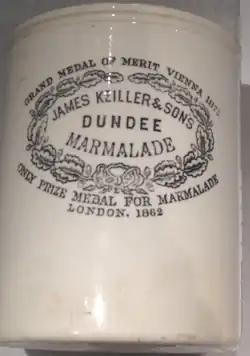 GRAND MEDAL OF MERIT VIENNA 1873
JAMES KEILLER & SONS
DUNDEE
MARMALADE
ONLY PRIZE MEDAL FOR MARMALADE
LONDON, 1862